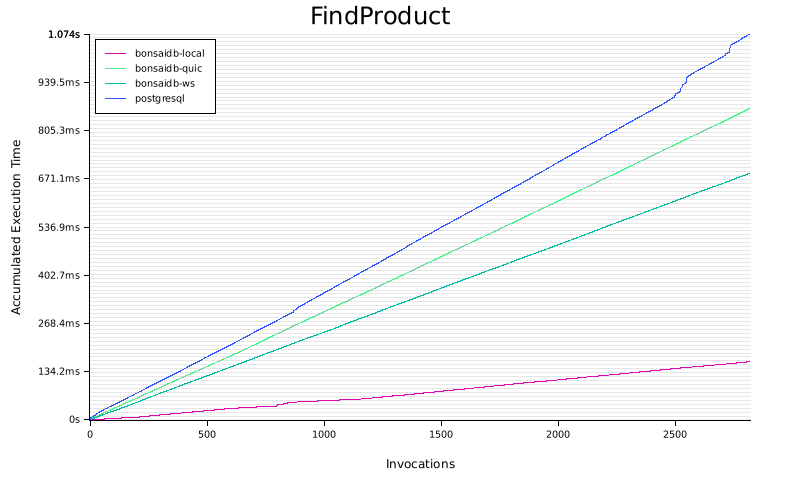 FindProduct
1.074s
939.5ms
805.3ms
671.1ms
536.9ms
402.7ms
268.4ms
134.2ms
0s
Accumulated Execution Time
bonsaidb-local
bonsaidb-quic
bonsaidb-ws
postgresql
0 500 1000 1500 2000 2500
Invocations